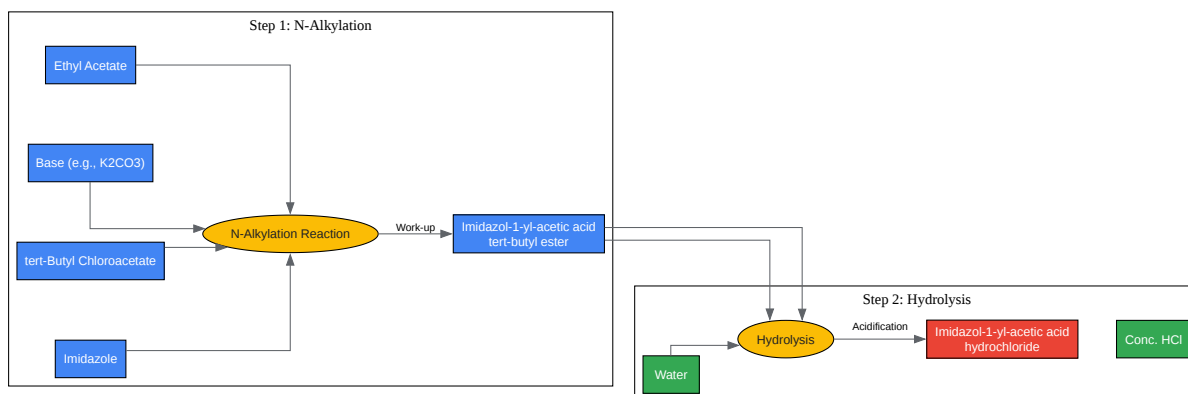 Step 1: N-Alkylation
Ethyl Acetate
Base (e.g., K2CO3)
tert-Butyl Chloroacetate
Imidazole
N-Alkylation Reaction
Work-up
Imidazol-1-yl-acetic acid
tert-butyl ester
Step 2: Hydrolysis
Water
Hydrolysis
Acidification
Imidazol-1-yl-acetic acid
hydrochloride
Conc. HCl